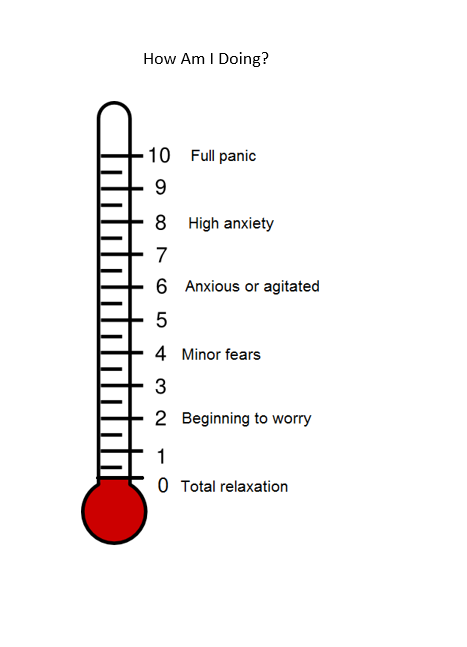 How Am I Doing?
10 Full panic
9
8 High anxiety
7
6 Anxious or agitated
5
4 Minor fears
3
2 Beginning to worry
1
0 Total relaxation